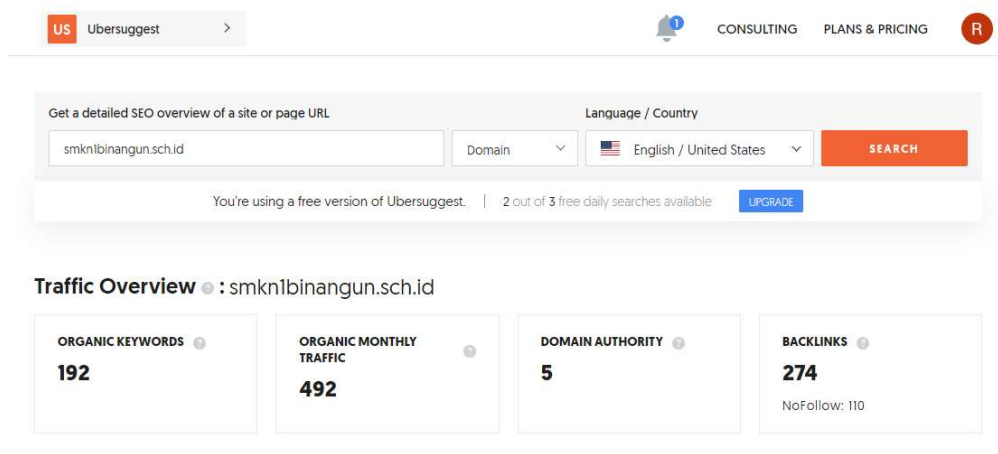 US Ubersuggest
1
CONSULTING
PLANS & PRICING
R
Get a detailed SEO overview of a site or page URL
Language / Country
smkn1binangun.sch.id
Domain
English / United States
SEARCH
You're using a free version of Ubersuggest. | 2 out of 3 free daily searches available
UPGRADE
Traffic Overview ? : smkn1binangun.sch.id
ORGANIC KEYWORDS ?
192
ORGANIC MONTHLY
TRAFFIC ?
492
DOMAIN AUTHORITY ?
5
BACKLINKS ?
274
NoFollow: 110